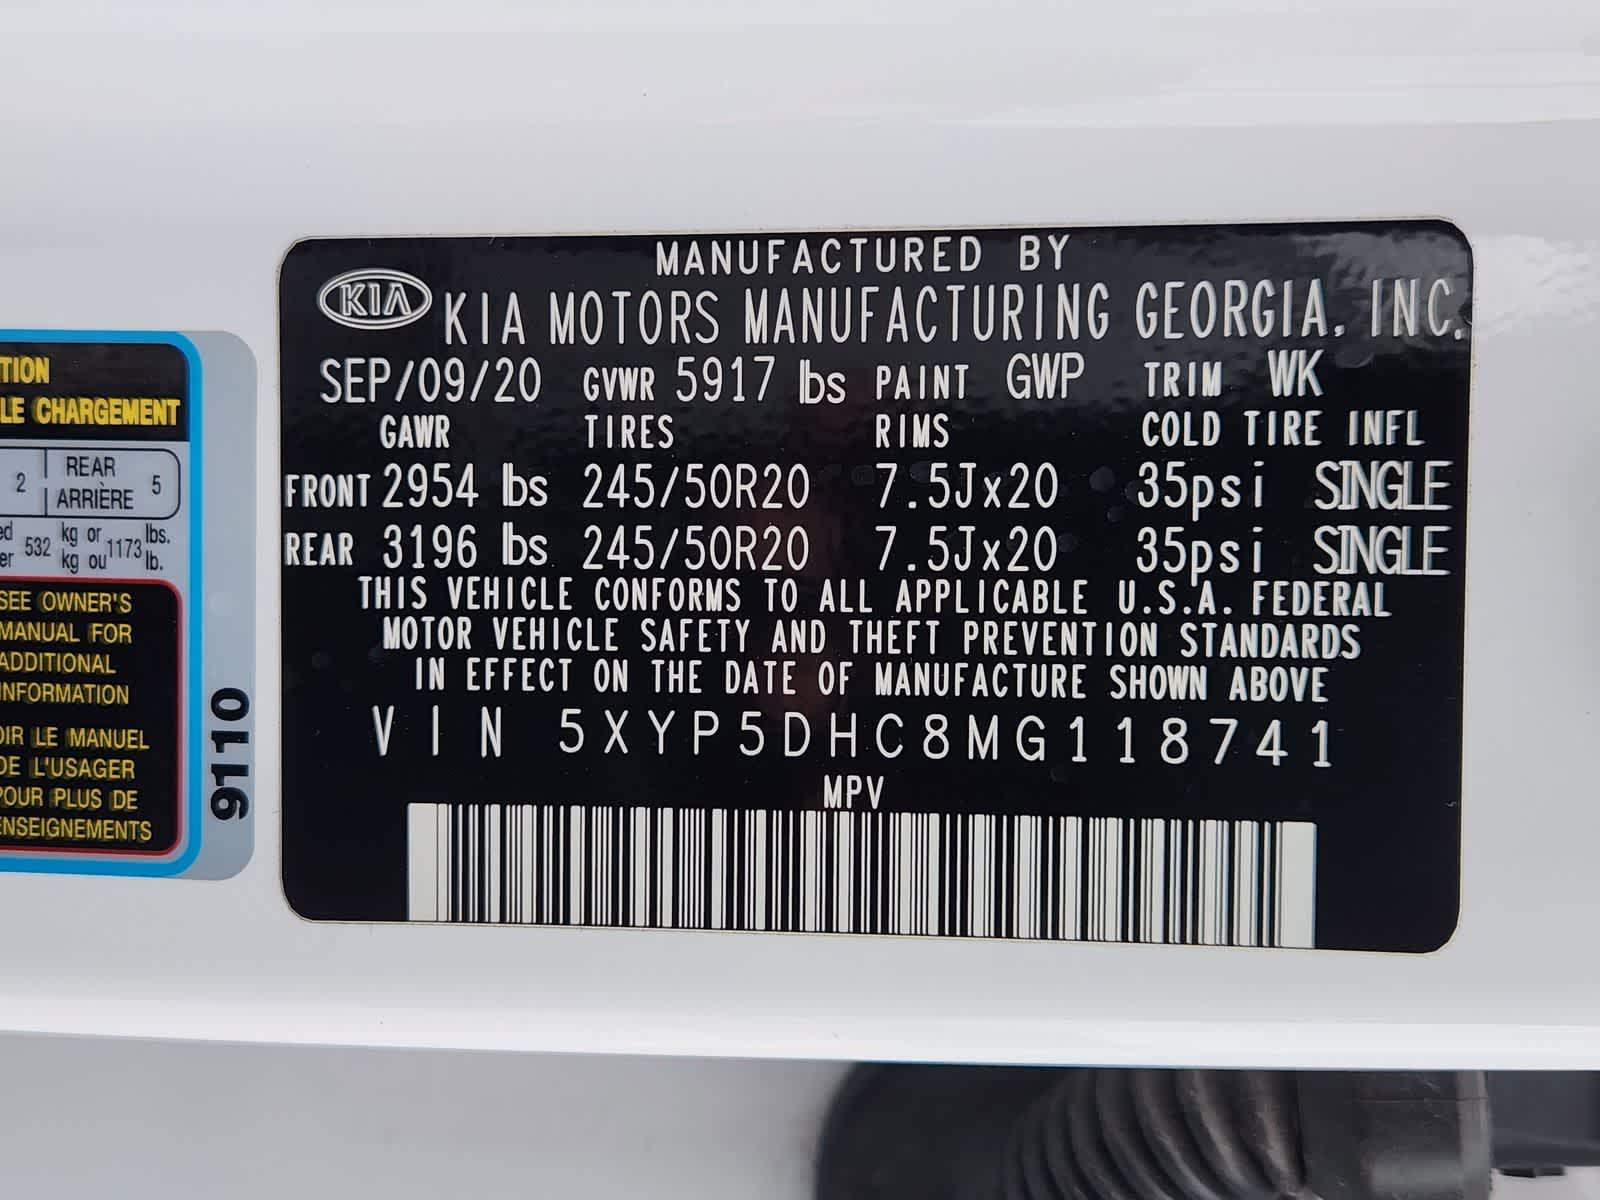 MANUFACTURED BY
KIA KIA MOTORS MANUFACTURING GEORGIA, INC.
SEP/09/20 GVWR 5917 lbs PAINT GWP TRIM WK
GAWR TIRES RIMS COLD TIRE INFL
FRONT 2954 lbs 245/50R20 7.5Jx20 35psi SINGLE
REAR 3196 lbs 245/50R20 7.5Jx20 35psi SINGLE
THIS VEHICLE CONFORMS TO ALL APPLICABLE U.S.A. FEDERAL
MOTOR VEHICLE SAFETY AND THEFT PREVENTION STANDARDS
IN EFFECT ON THE DATE OF MANUFACTURE SHOWN ABOVE
VIN 5XYP5DHC8MG118741
MPV
TION
LE CHARGEMENT
2 REAR 5
ARRIÈRE
ed 532 kg or 1173 lbs.
er kg ou lb.
SEE OWNER'S
MANUAL FOR
ADDITIONAL
INFORMATION
OIR LE MANUEL
DE L'USAGER
POUR PLUS DE
ENSEIGNEMENTS
9110